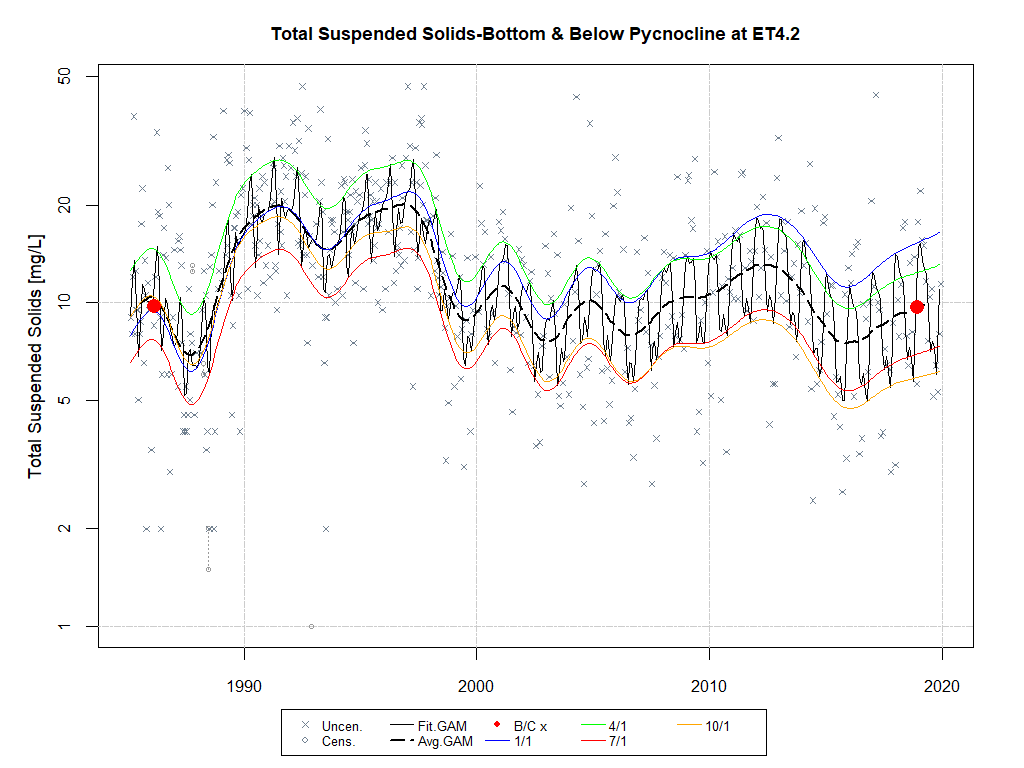 Total Suspended Solids-Bottom & Below Pycnocline at ET4.2
Total Suspended Solids [mg/L]
50
20
10
5
2
1
1990 2000 2010 2020
Uncen. Fit.GAM B/C x 4/1 10/1
Cens. Avg.GAM 1/1 7/1